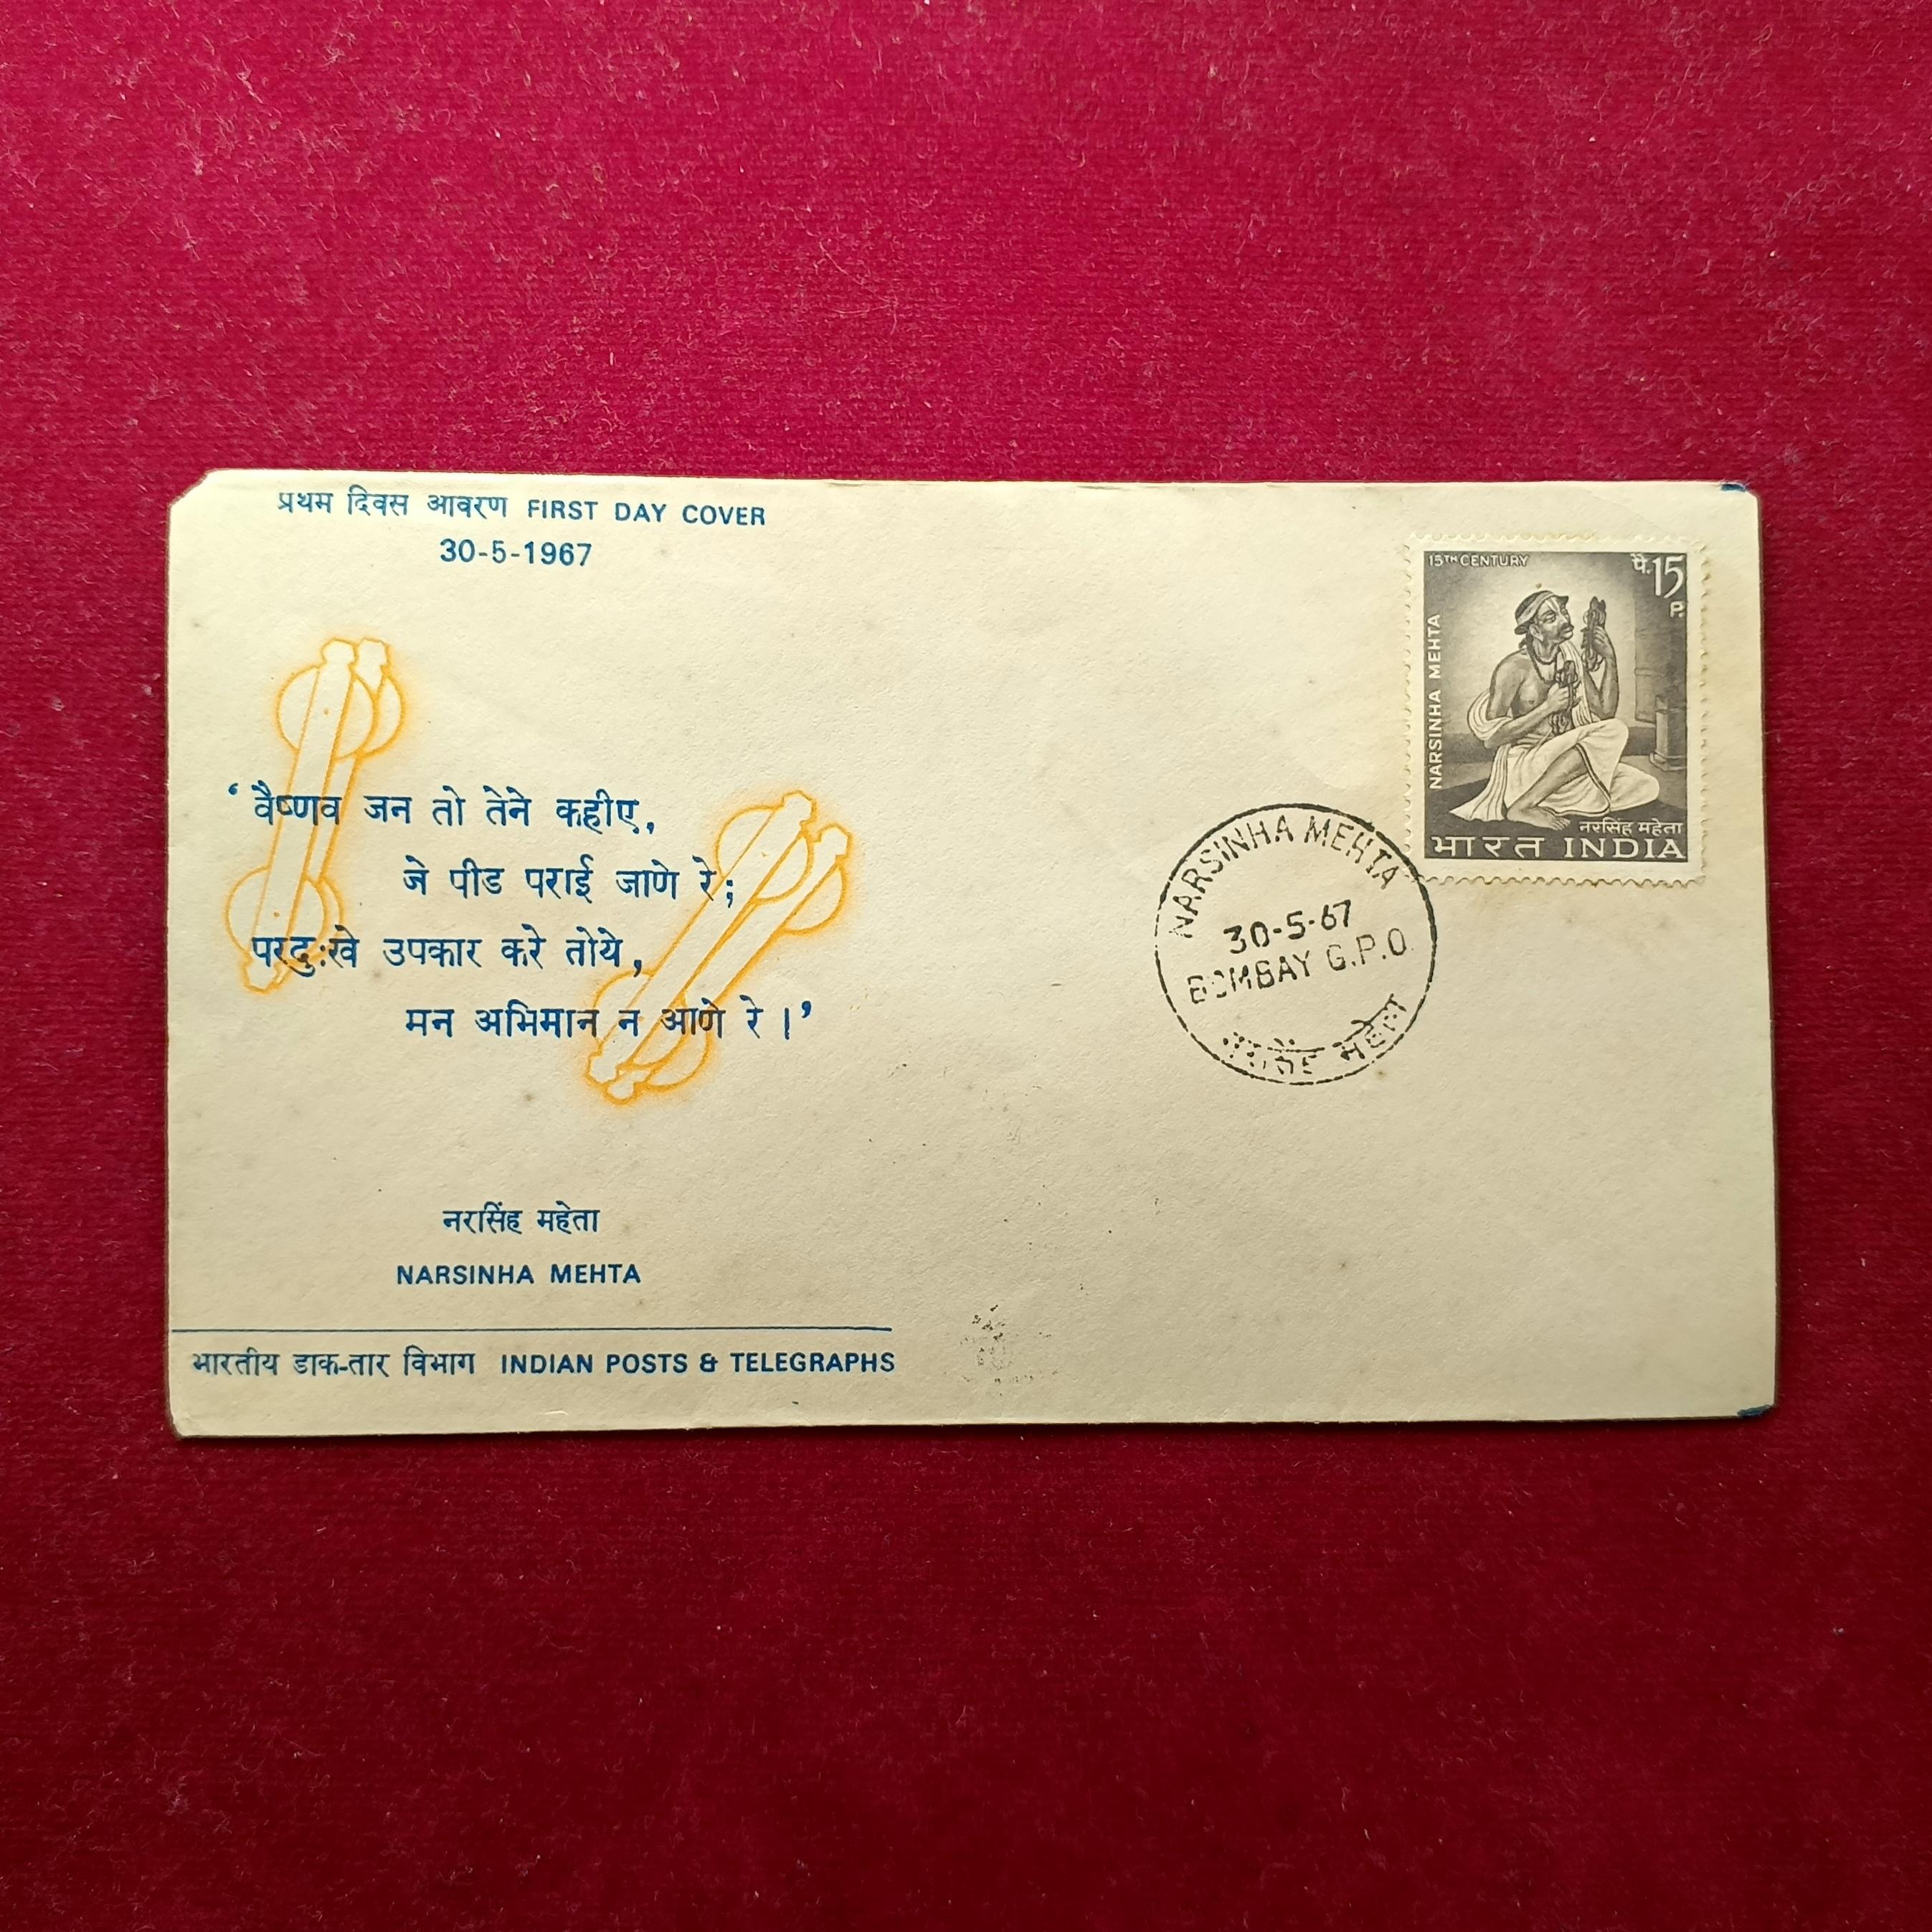 प्रथम दिवस आवरण FIRST DAY COVER
30-5-1967
15TH CENTURY
पै.15
P.
NARSINHA MEHTA
नरसिंह महेता
भारत INDIA
‘वैष्णव जन तो तेने कहीए,
जे पीड पराई जाणे रे;
परदुःखे उपकार करे तोये,
मन अभिमान न आणे रे।’
NARSINHA MEHTA
30-5-67
BOMBAY G.P.O.
नरसिंह महेता
NARSINHA MEHTA
भारतीय डाक-तार विभाग INDIAN POSTS & TELEGRAPHS